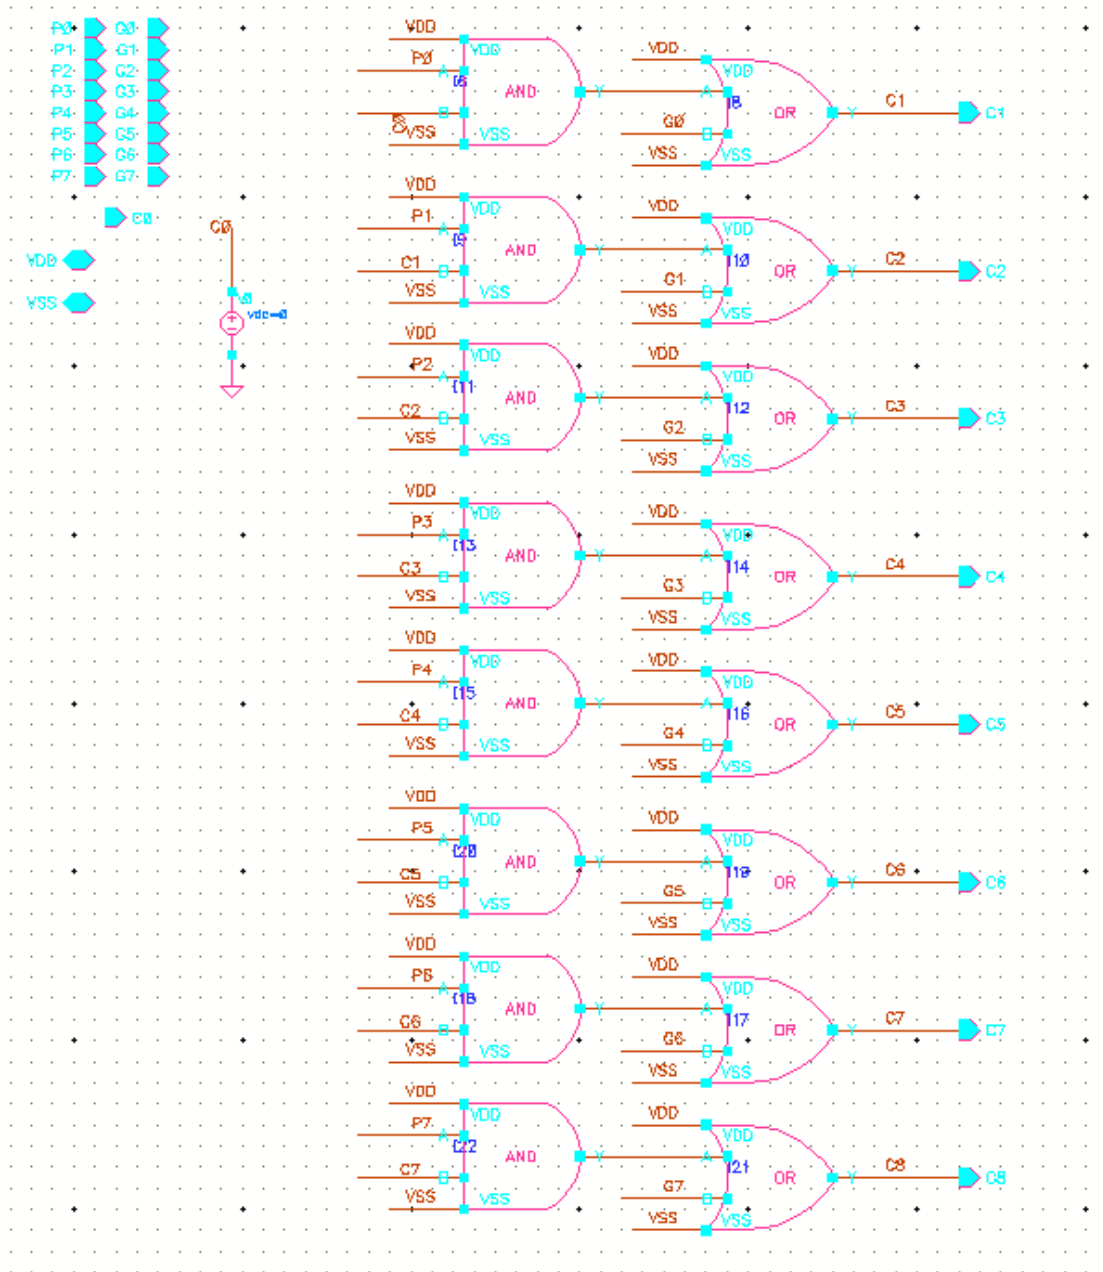 P0 G0
P1 G1
P2 G2
P3 G3
P4 G4
P5 G5
P6 G6
P7 G7
C0
VDD
VSS
C0
V0
vdc=0
VDD
VDD
P0
A
I6
AND
Y
B
C0
VSS
VSS
VDD
VDD
A
I8
OR
Y
G0
B
VSS
VSS
C1
C1
VDD
VDD
P1
A
I9
AND
Y
C1
B
VSS
VSS
VDD
VDD
A
I10
OR
Y
G1
B
VSS
VSS
C2
C2
VDD
VDD
P2
A
I11
AND
Y
C2
B
VSS
VSS
VDD
VDD
A
I12
OR
Y
G2
B
VSS
VSS
C3
C3
VDD
VDD
P3
A
I13
AND
Y
C3
B
VSS
VSS
VDD
VDD
A
I14
OR
Y
G3
B
VSS
VSS
C4
C4
VDD
VDD
P4
A
I15
AND
Y
C4
B
VSS
VSS
VDD
VDD
A
I16
OR
Y
G4
B
VSS
VSS
C5
C5
VDD
VDD
P5
A
I20
AND
Y
C5
B
VSS
VSS
VDD
VDD
A
I19
OR
Y
G5
B
VSS
VSS
C6
C6
VDD
VDD
P6
A
I18
AND
Y
C6
B
VSS
VSS
VDD
VDD
A
I17
OR
Y
G6
B
VSS
VSS
C7
C7
VDD
VDD
P7
A
I22
AND
Y
C7
B
VSS
VSS
VDD
VDD
A
I21
OR
Y
G7
B
VSS
VSS
C8
C8